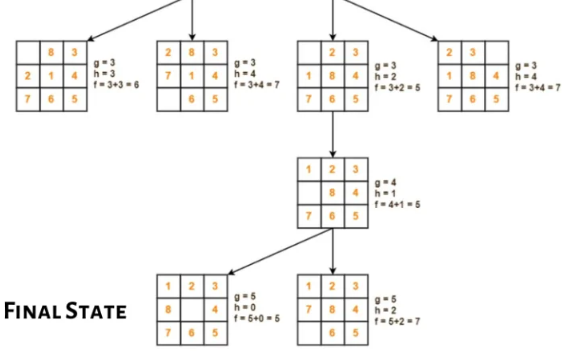 8 3
2 1 4
7 6 5
g = 3
h = 3
f = 3+3 = 6
2 8 3
7 1 4
6 5
g = 3
h = 4
f = 3+4 = 7
2 3
1 8 4
7 6 5
g = 3
h = 2
f = 3+2 = 5
2 3
1 8 4
7 6 5
g = 3
h = 4
f = 3+4 = 7
1 2 3
8 4
7 6 5
g = 4
h = 1
f = 4+1 = 5
FINAL STATE
1 2 3
8 4
7 6 5
g = 5
h = 0
f = 5+0 = 5
1 2 3
7 8 4
6 5
g = 5
h = 2
f = 5+2 = 7